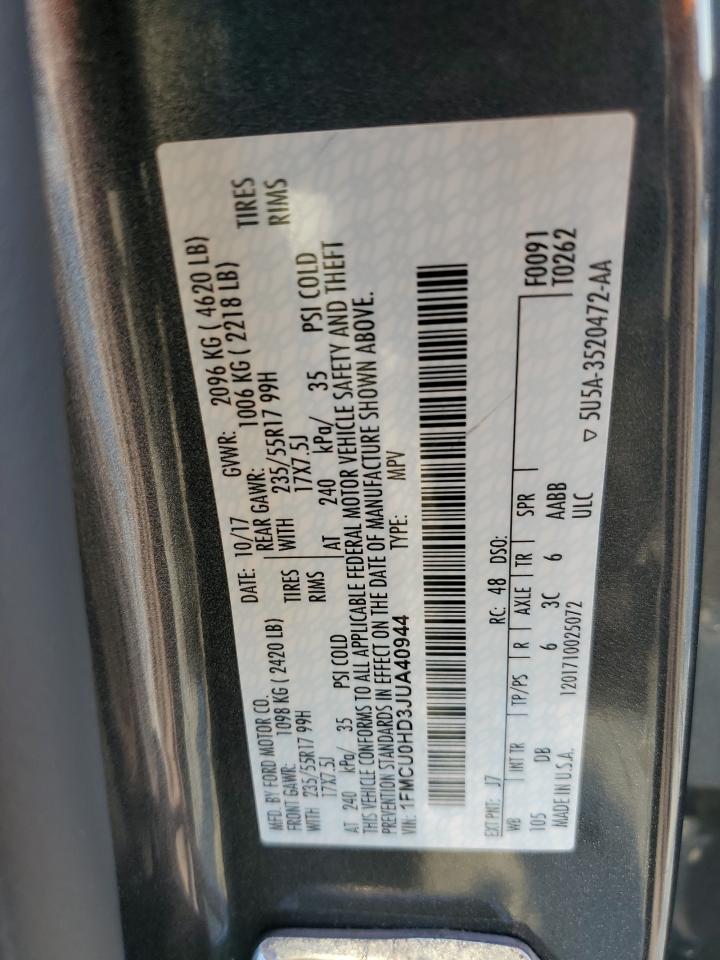 MFD. BY FORD MOTOR CO.
DATE: 10/17 GVWR: 2096 KG ( 4620 LB)
FRONT GAWR: 1098 KG ( 2420 LB) REAR GAWR: 1006 KG ( 2218 LB)
WITH 235/55R17 99H TIRES WITH 235/55R17 99H TIRES
17X7.5J RIMS 17X7.5J RIMS
AT 240 kPa/ 35 PSI COLD AT 240 kPa/ 35 PSI COLD
THIS VEHICLE CONFORMS TO ALL APPLICABLE FEDERAL MOTOR VEHICLE SAFETY AND THEFT
PREVENTION STANDARDS IN EFFECT ON THE DATE OF MANUFACTURE SHOWN ABOVE.
VIN: 1FMCU0HD3JUA40944 TYPE: MPV
EXT PNT: J7 RC: 48 DSO: F0091
WB INT TR TP/PS R AXLE TR SPR T0262
105 DB 6 3C 6 AABB
MADE IN U.S.A. 1201710025072 ULC
▽ 5U5A-3520472-AA